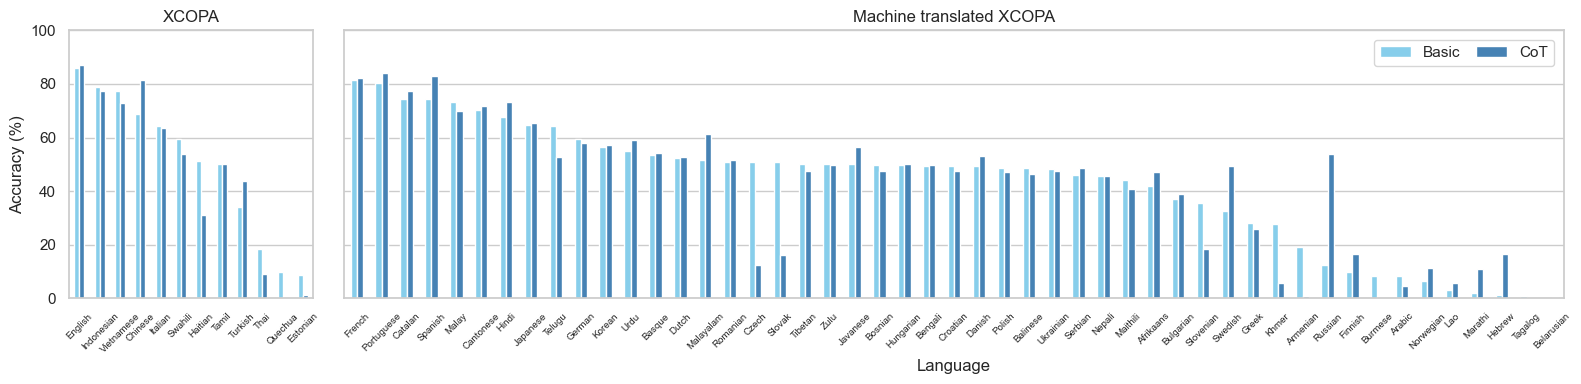 XCOPA
Machine translated XCOPA
Accuracy (%)
100
80
60
40
20
0
Basic
CoT
English
Indonesian
Vietnamese
Chinese
Italian
Swahili
Haitian
Tamil
Turkish
Thai
Quechua
Estonian
French
Portuguese
Catalan
Spanish
Malay
Cantonese
Hindi
Japanese
Telugu
German
Korean
Urdu
Basque
Dutch
Malayalam
Romanian
Czech
Slovak
Tibetan
Zulu
Javanese
Bosnian
Hungarian
Bengali
Croatian
Danish
Polish
Balinese
Ukrainian
Serbian
Nepali
Maithili
Afrikaans
Bulgarian
Slovenian
Swedish
Greek
Khmer
Armenian
Russian
Finnish
Burmese
Arabic
Norwegian
Lao
Marathi
Hebrew
Tagalog
Belarusian
Language